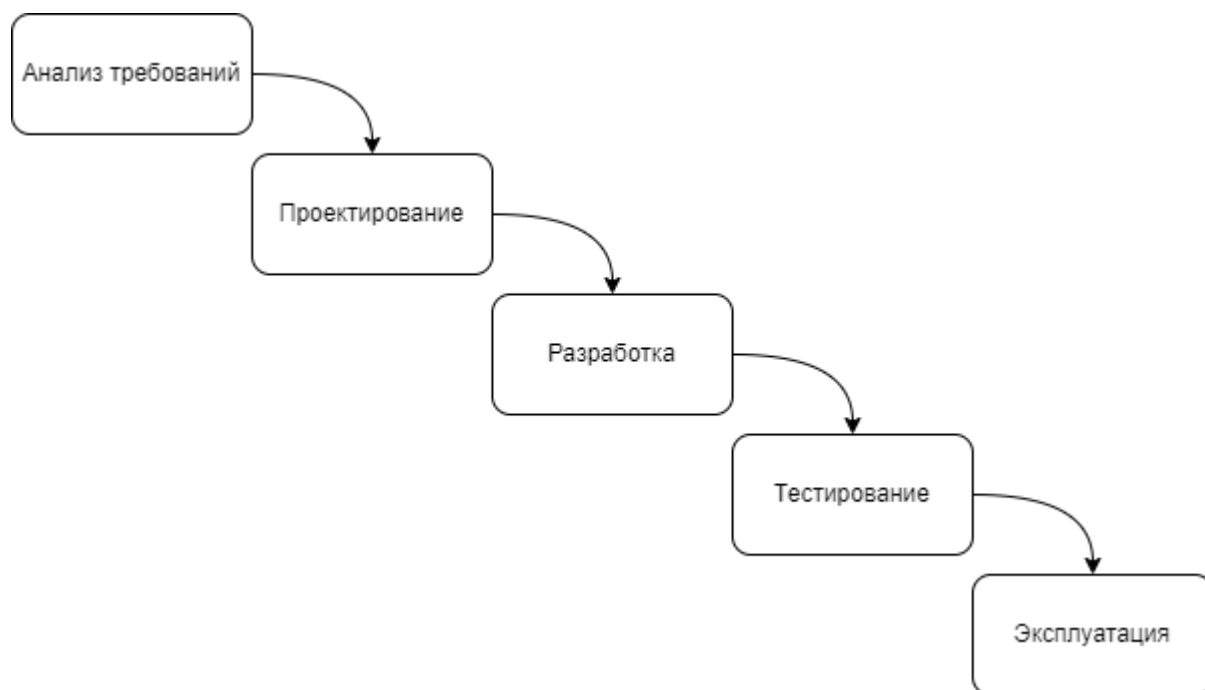 Анализ требований
Проектирование
Разработка
Тестирование
Эксплуатация